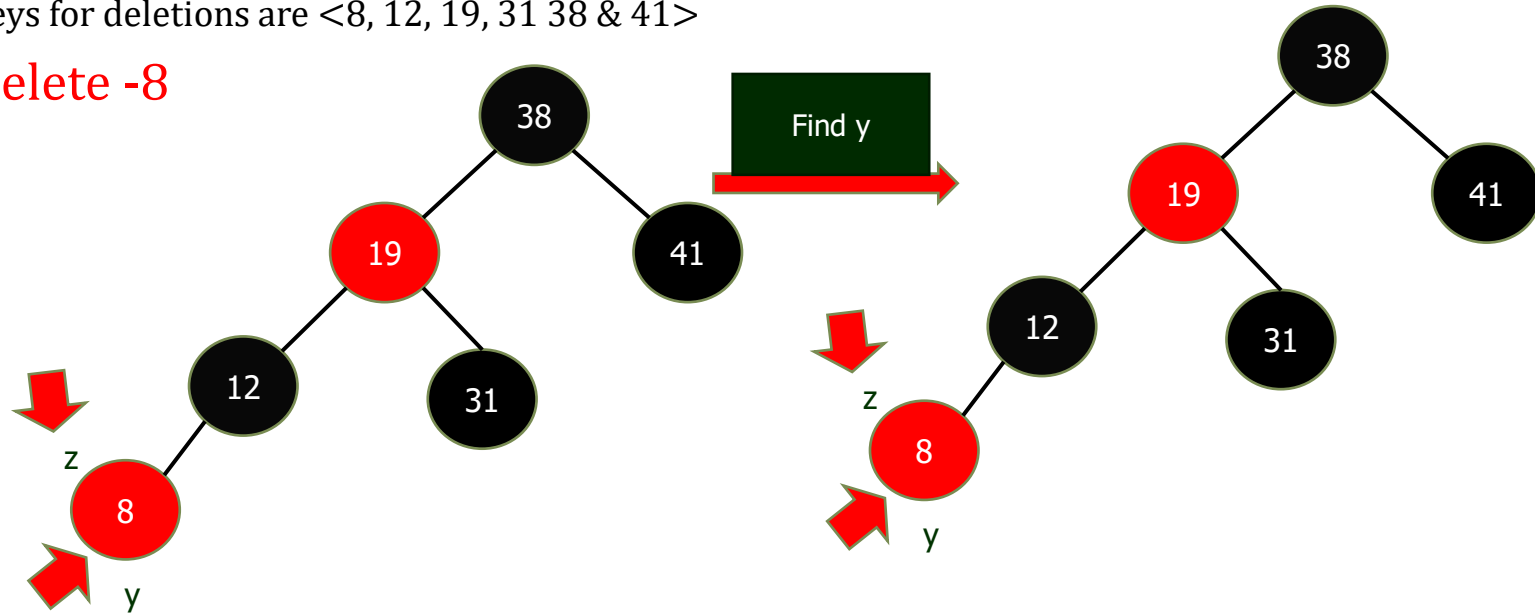 eys for deletions are <8, 12, 19, 31 38 & 41>
elete -8
38
19
41
12
31
z
8
y
Find y
38
19
41
12
31
z
8
y